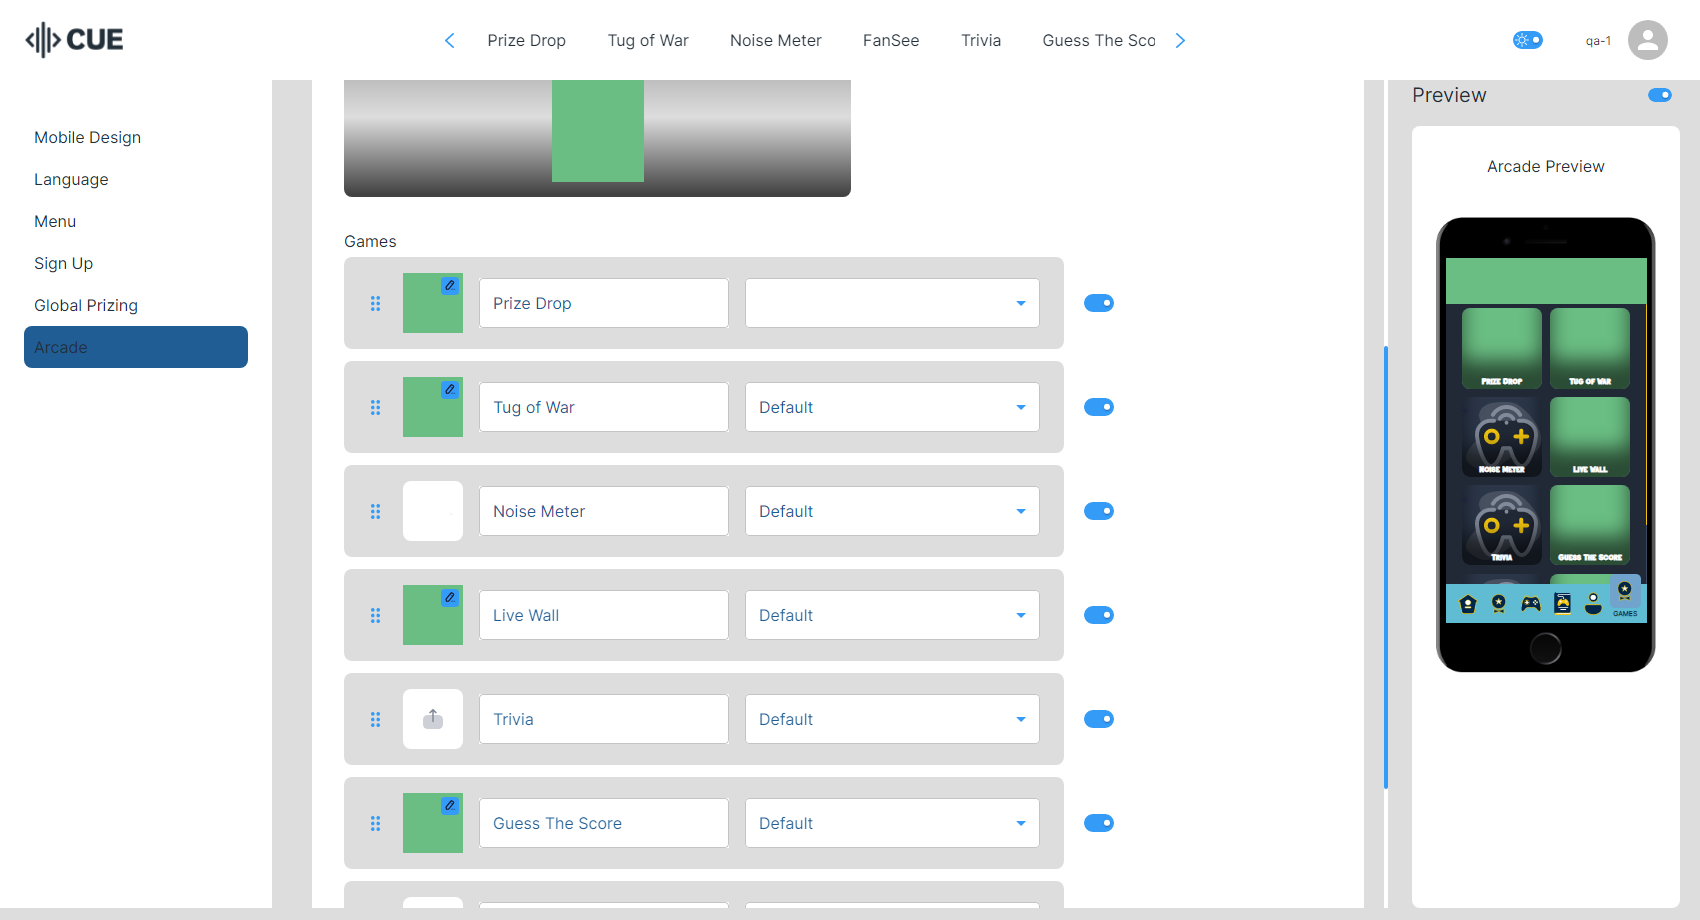 CUE
Prize Drop
Tug of War
Noise Meter
FanSee
Trivia
Guess The Sco
qa-1
Mobile Design
Language
Menu
Sign Up
Global Prizing
Arcade
Games
Prize Drop
Tug of War
Default
Noise Meter
Default
Live Wall
Default
Trivia
Default
Guess The Score
Default
Preview
Arcade Preview
Prize Drop
Tug of War
Noise Meter
Live Wall
Trivia
Guess The Score
GAMES